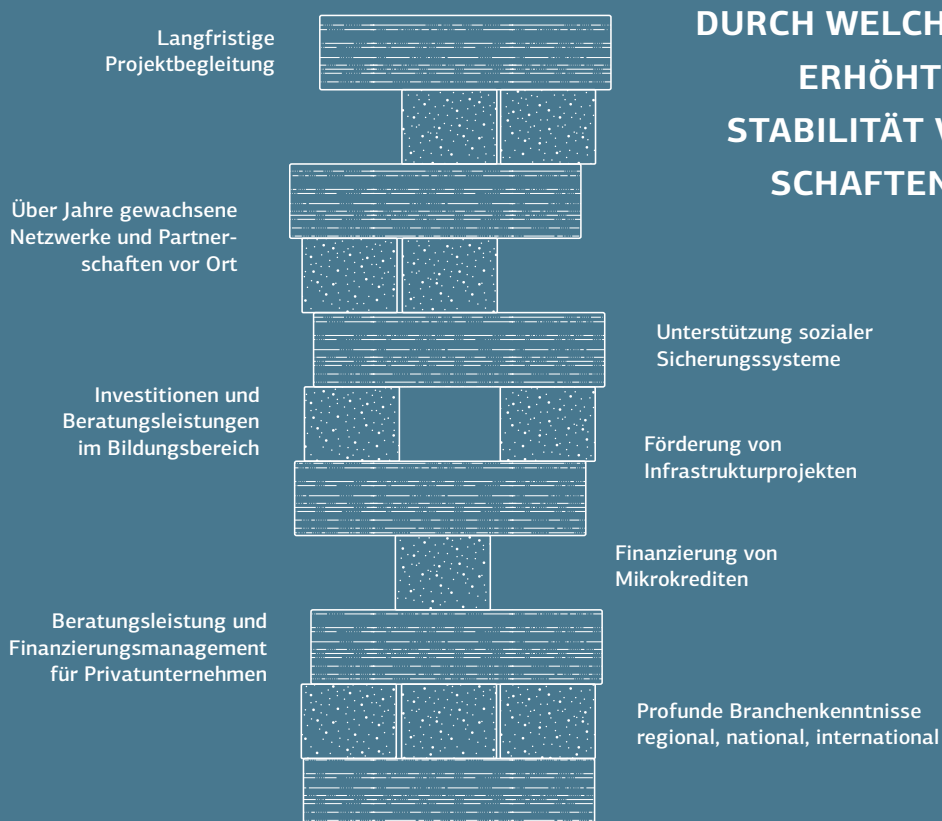 DURCH WELCH
ERHÖHT
STABILITÄT V
SCHAFTEN
Langfristige
Projektbegleitung
Über Jahre gewachsene
Netzwerke und Partner-
schaften vor Ort
Unterstützung sozialer
Sicherungssysteme
Investitionen und
Beratungsleistungen
im Bildungsbereich
Förderung von
Infrastrukturprojekten
Finanzierung von
Mikrokrediten
Beratungsleistung und
Finanzierungsmanagement
für Privatunternehmen
Profunde Branchenkenntnisse
regional, national, international